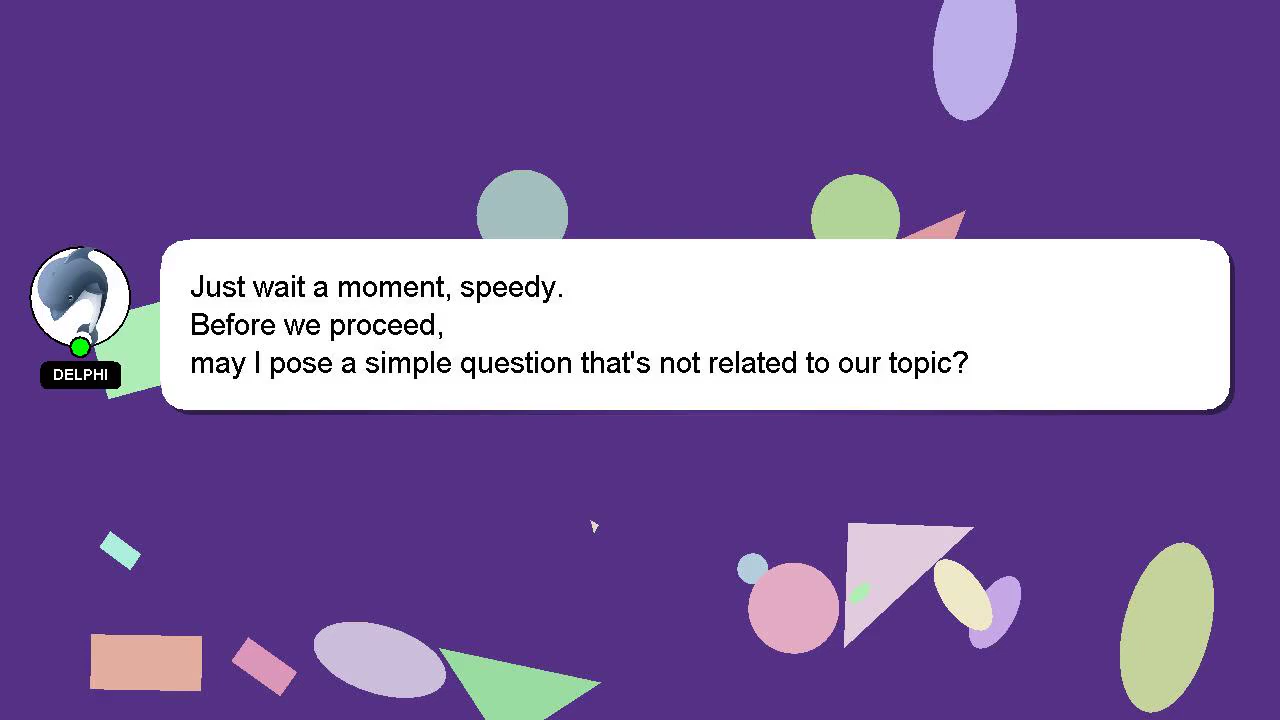 Just wait a moment, speedy.
Before we proceed,
may I pose a simple question that's not related to our topic?
DELPHI